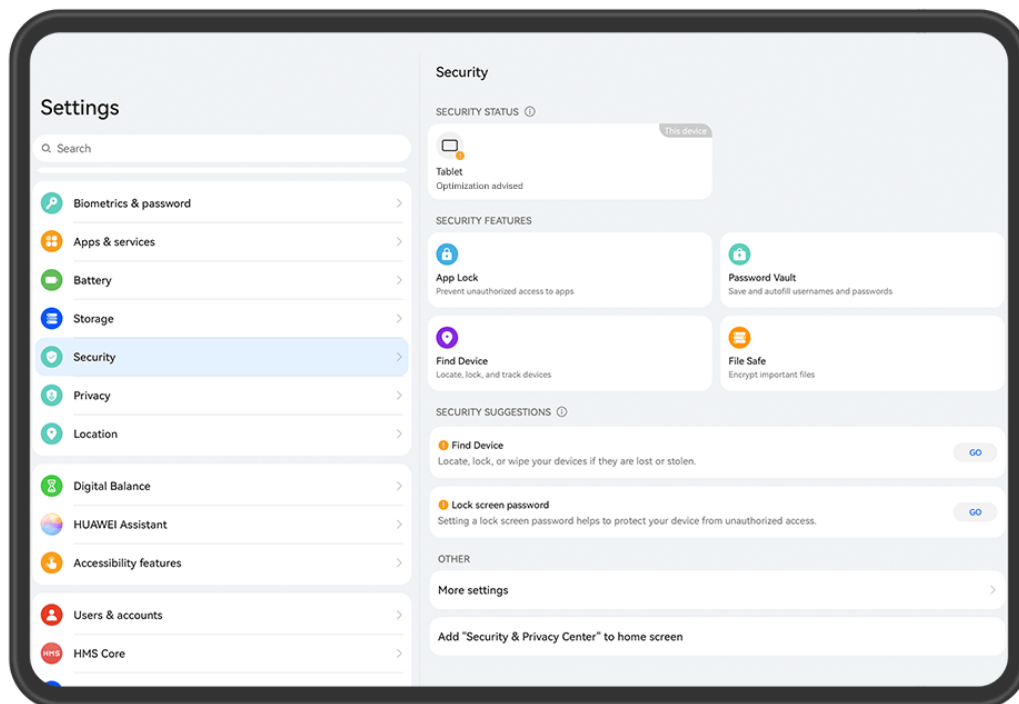 Settings
Search
Biometrics & password
Apps & services
Battery
Storage
Security
Privacy
Location
Digital Balance
HUAWEI Assistant
Accessibility features
Users & accounts
HMS
HMS Core
Security
SECURITY STATUS
This device
Tablet
Optimization advised
SECURITY FEATURES
App Lock
Prevent unauthorized access to apps
Password Vault
Save and autofill usernames and passwords
Find Device
Locate, lock, and track devices
File Safe
Encrypt important files
SECURITY SUGGESTIONS
Find Device
Locate, lock, or wipe your devices if they are lost or stolen.
GO
Lock screen password
Setting a lock screen password helps to protect your device from unauthorized access.
GO
OTHER
More settings
Add "Security & Privacy Center" to home screen